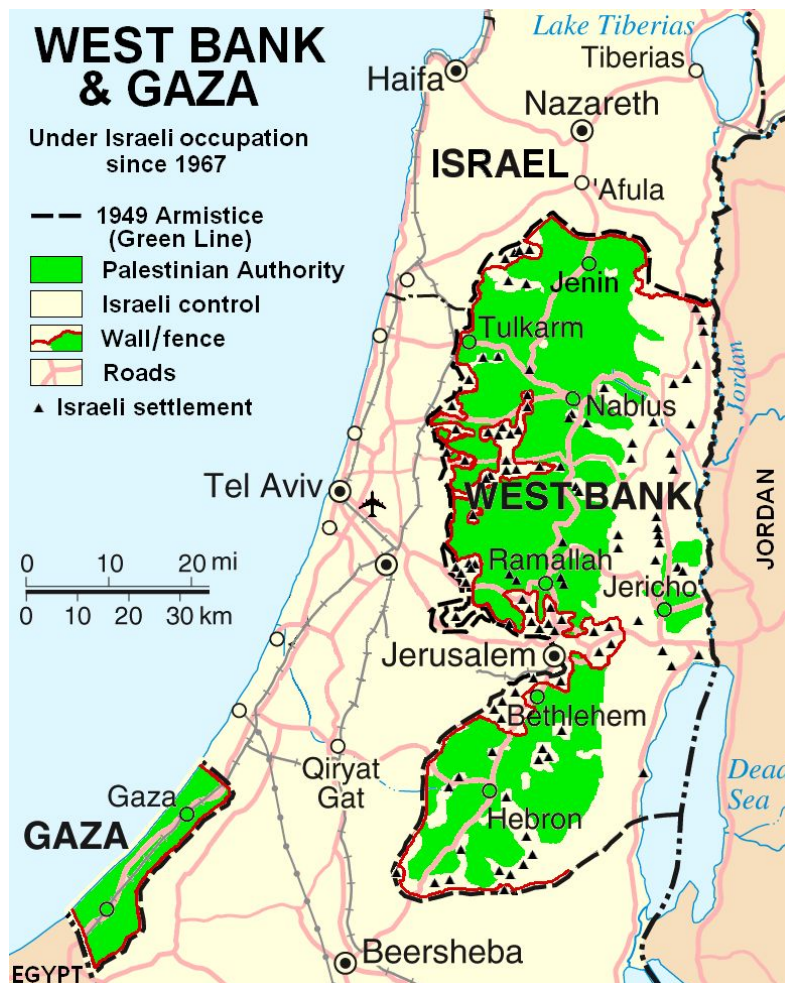 WEST BANK
& GAZA
Under Israeli occupation
since 1967
1949 Armistice
(Green Line)
Palestinian Authority
Israeli control
Wall/fence
Roads
Israeli settlement
Lake Tiberias
Tiberias
Haifa
Nazareth
ISRAEL
'Afula
Jenin
Tulkarm
Nablus
Jordan
Tel Aviv
WEST BANK
JORDAN
0 10 20 mi
0 10 20 30 km
Ramallah
Jericho
Jerusalem
Bethlehem
Qiryat
Gat
Dead
Sea
Gaza
GAZA
Hebron
Beersheba
EGYPT